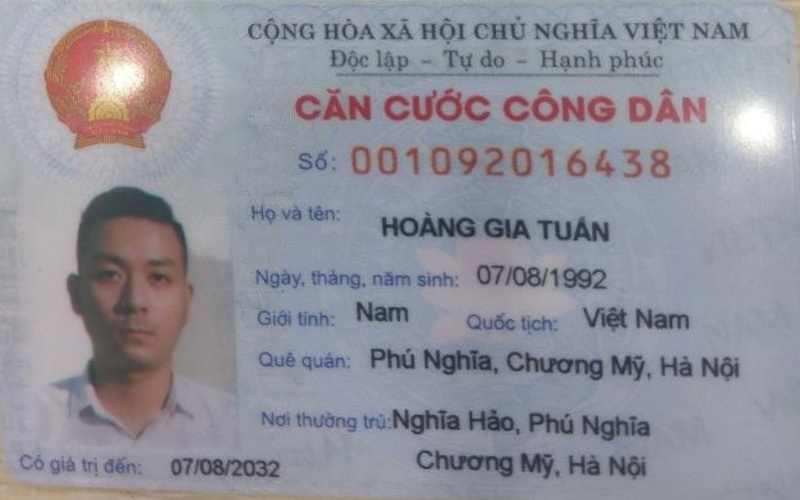 CỘNG HÒA XÃ HỘI CHỦ NGHĨA VIỆT NAM
Độc lập - Tự do - Hạnh phúc
CĂN CƯỚC CÔNG DÂN
Số: 001092016438
Họ và tên: HOÀNG GIA TUÂN
Ngày, tháng, năm sinh: 07/08/1992
Giới tính: Nam Quốc tịch: Việt Nam
Quê quán: Phú Nghĩa, Chương Mỹ, Hà Nội
Nơi thường trú: Nghĩa Hảo, Phú Nghĩa
Chương Mỹ, Hà Nội
Có giá trị đến: 07/08/2032